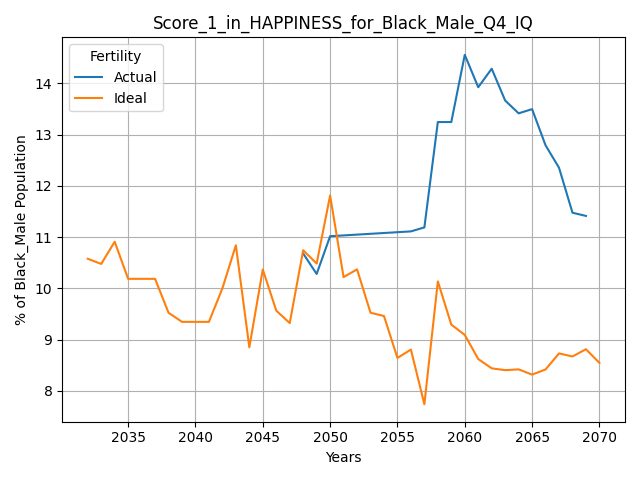 Score_1_in_HAPPINESS_for_Black_Male_Q4_IQ
Fertility
Actual
Ideal
% of Black_Male Population
14
13
12
11
10
9
8
2035 2040 2045 2050 2055 2060 2065 2070
Years